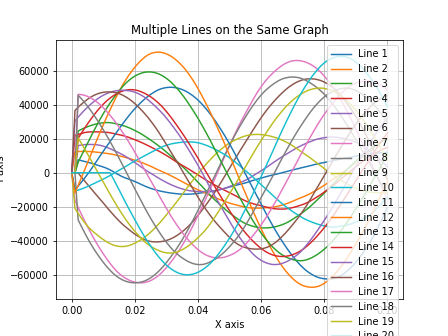 Multiple Lines on the Same Graph
60000
40000
20000
0
−20000
−40000
−60000
0.00
0.02
0.04
0.06
X axis
Line 1
Line 2
Line 3
Line 4
Line 5
Line 6
Line 7
Line 8
Line 9
Line 10
Line 11
Line 12
Line 13
Line 14
Line 15
Line 16
Line 17
Line 18
Line 19